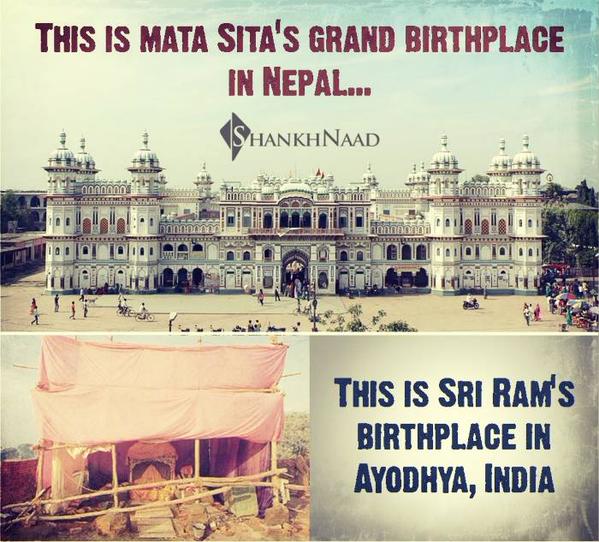 This is mata Sita's grand birthplace
in Nepal...
ShankhNaad
This is Sri Ram's
birthplace in
Ayodhya, India